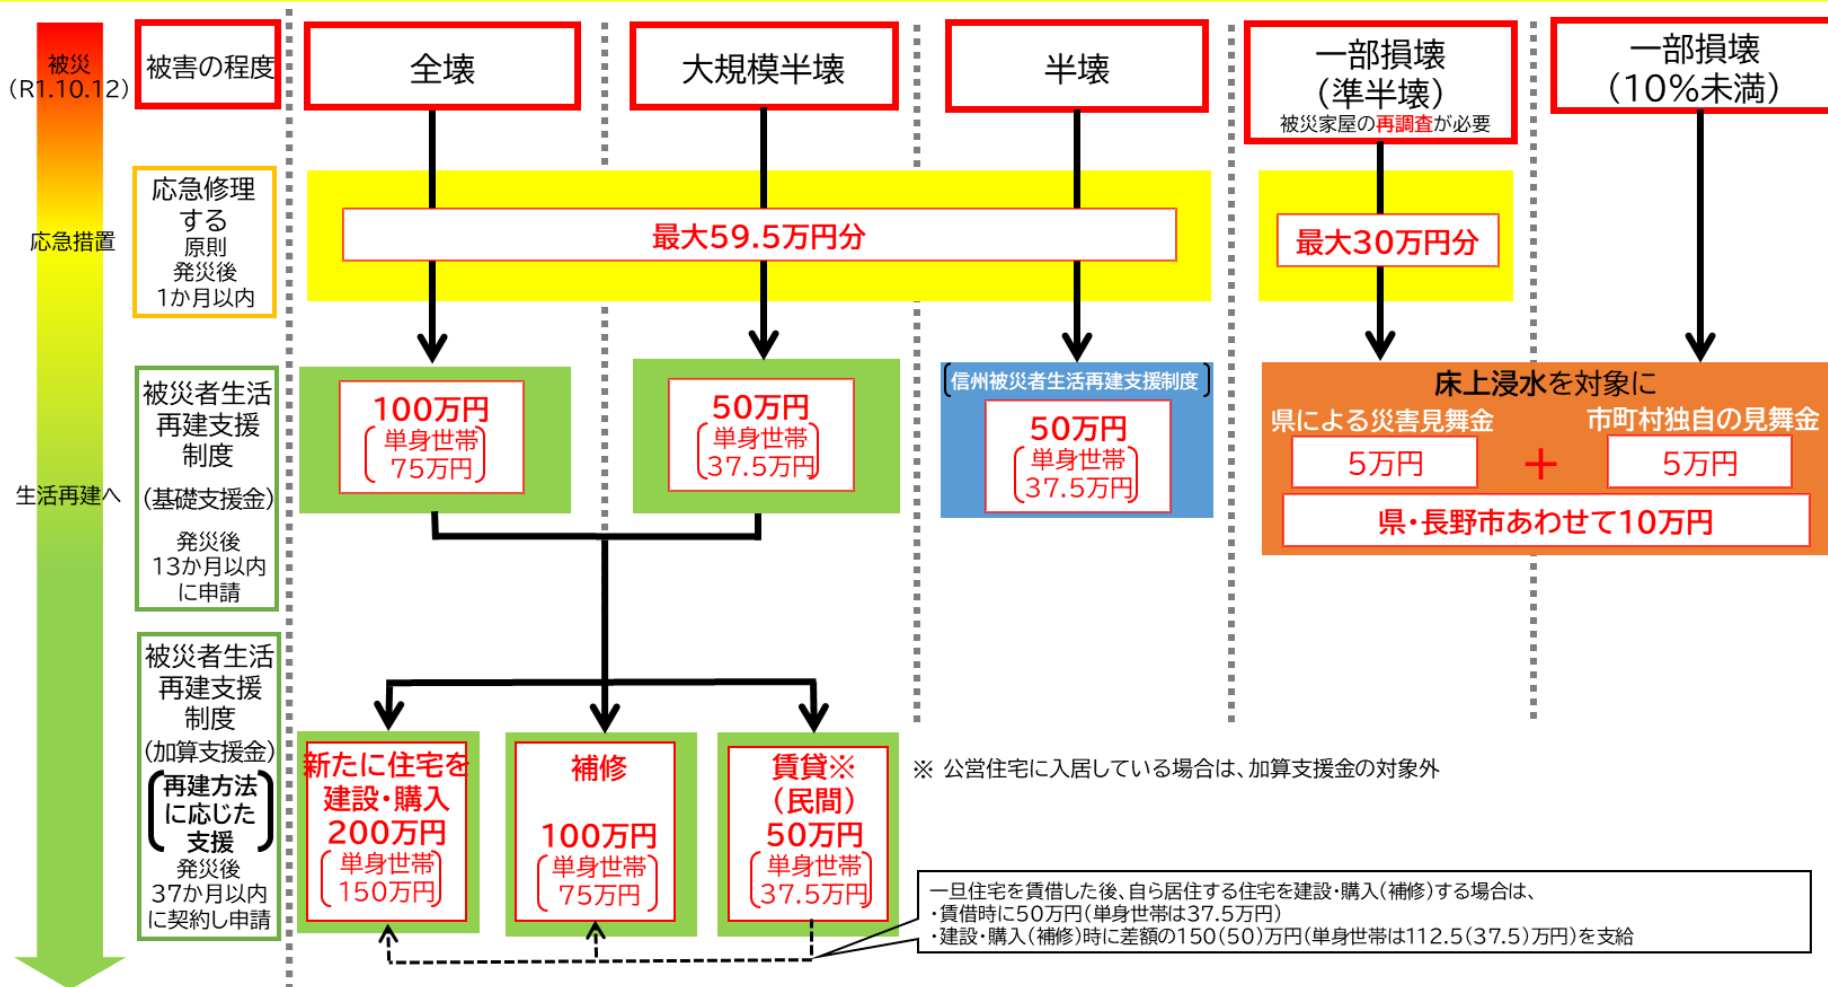 被災
(R1.10.12)
被害の程度
全壊
大規模半壊
半壊
一部損壊
(準半壊)
被災家屋の再調査が必要
一部損壊
(10%未満)
応急措置
応急修理
する
原則
発災後
1か月以内
最大59.5万円分
最大30万円分
生活再建へ
被災者生活
再建支援
制度
(基礎支援金)
発災後
13か月以内
に申請
100万円
単身世帯
75万円
50万円
単身世帯
37.5万円
信州被災者生活再建支援制度
50万円
単身世帯
37.5万円
床上浸水を対象に
県による災害見舞金
市町村独自の見舞金
5万円
+
5万円
県・長野市あわせて10万円
被災者生活
再建支援
制度
(加算支援金)
再建方法
に応じた
支援
発災後
37か月以内
に契約し申請
新たに住宅を
建設・購入
200万円
単身世帯
150万円
補修
100万円
単身世帯
75万円
賃貸※
(民間)
50万円
単身世帯
37.5万円
※ 公営住宅に入居している場合は、加算支援金の対象外
一旦住宅を賃借した後、自ら居住する住宅を建設・購入(補修)する場合は、
・賃借時に50万円(単身世帯は37.5万円)
・建設・購入(補修)時に差額の150(50)万円(単身世帯は112.5(37.5)万円)を支給